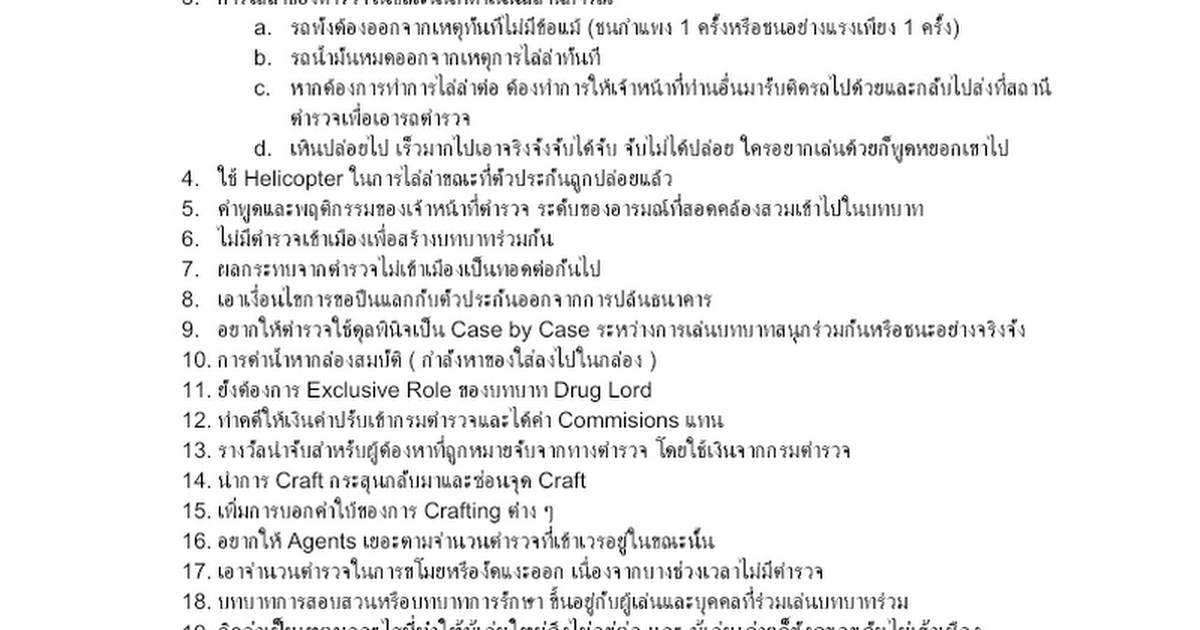 a. รถพังต้องออกจากเหตุทันทีไม่มีข้อแม้ (ชนกำแพง 1 ครั้งหรือชนอย่างแรงเพียง 1 ครั้ง)
b. รถน้ำมันหมดออกจากเหตุการไล่ล่าทันที
c. หากต้องการทำการไล่ล่าต่อ ต้องทำการให้เจ้าหน้าที่ท่านอื่นมารับติดรถไปด้วยและกลับไปส่งที่สถานี
ตำรวจเพื่อเอารถตำรวจ
d. เหินปล่อยไป เร็วมากไปเอาจริงจังจับได้จับ จับไม่ได้ปล่อย ใครอยากเล่นด้วยก็พูดหยอกเขาไป
4. ใช้ Helicopter ในการไล่ล่าขณะที่ตัวประกันถูกปล่อยแล้ว
5. คำพูดและพฤติกรรมของเจ้าหน้าที่ตำรวจ ระดับของอารมณ์ที่สอดคล้องสวมเข้าไปในบทบาท
6. ไม่มีตำรวจเข้าเมืองเพื่อสร้างบทบาทร่วมกัน
7. ผลกระทบจากตำรวจไม่เข้าเมืองเป็นทอดต่อกันไป
8. เอาเงื่อนไขการขอปืนแลกกับตัวประกันออกจากการปล้นธนาคาร
9. อยากให้ตำรวจใช้ดุลพินิจเป็น Case by Case ระหว่างการเล่นบทบาทสนุกร่วมกันหรือชนะอย่างจริงจัง
10. การดำน้ำหากล่องสมบัติ ( กำลังหาของใส่ลงไปในกล่อง )
11. ยังต้องการ Exclusive Role ของบทบาท Drug Lord
12. ทำคดีให้เงินค่าปรับเข้ากรมตำรวจและได้ค่า Commisions แทน
13. รางวัลนำจับสำหรับผู้ต้องหาที่ถูกหมายจับจากทางตำรวจ โดยใช้เงินจากกรมตำรวจ
14. นำการ Craft กระสุนกลับมาและซ่อนจุด Craft
15. เพิ่มการบอกคำใบ้ของการ Crafting ต่าง ๆ
16. อยากให้ Agents เยอะตามจำนวนตำรวจที่เข้าเวรอยู่ในขณะนั้น
17. เอาจำนวนตำรวจในการขโมยหรืองัดแงะออก เนื่องจากบางช่วงเวลาไม่มีตำรวจ
18. บทบาทการสอบสวนหรือบทบาทการรักษา ขึ้นอยู่กับผู้เล่นและบุคคลที่ร่วมเล่นบทบาทร่วม